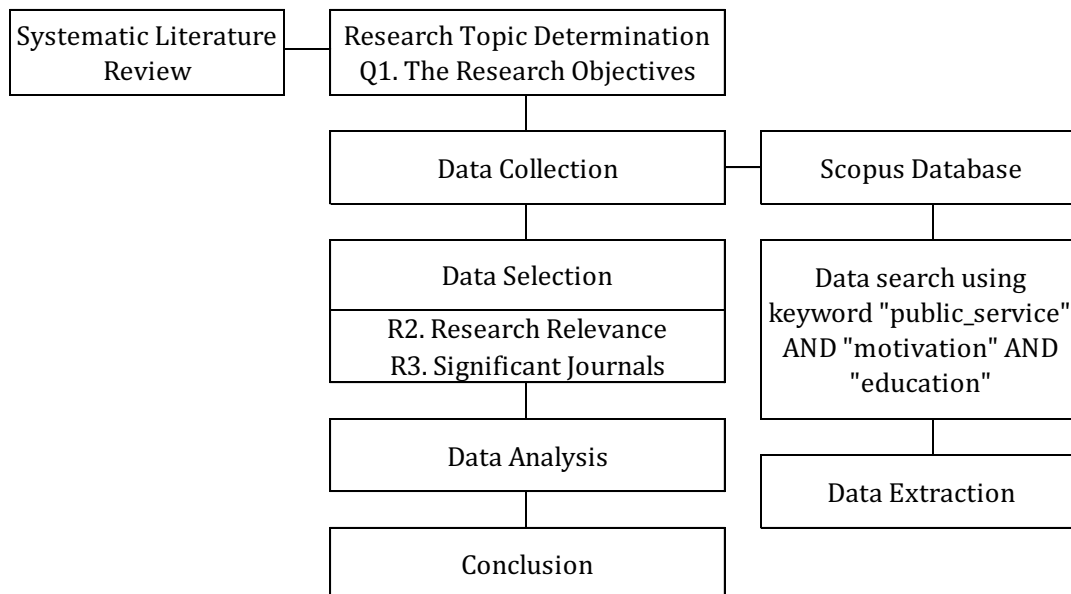 Systematic Literature
Review
Research Topic Determination
Q1. The Research Objectives
Data Collection
Scopus Database
Data Selection
R2. Research Relevance
R3. Significant Journals
Data search using
keyword "public_service"
AND "motivation" AND
"education"
Data Analysis
Data Extraction
Conclusion